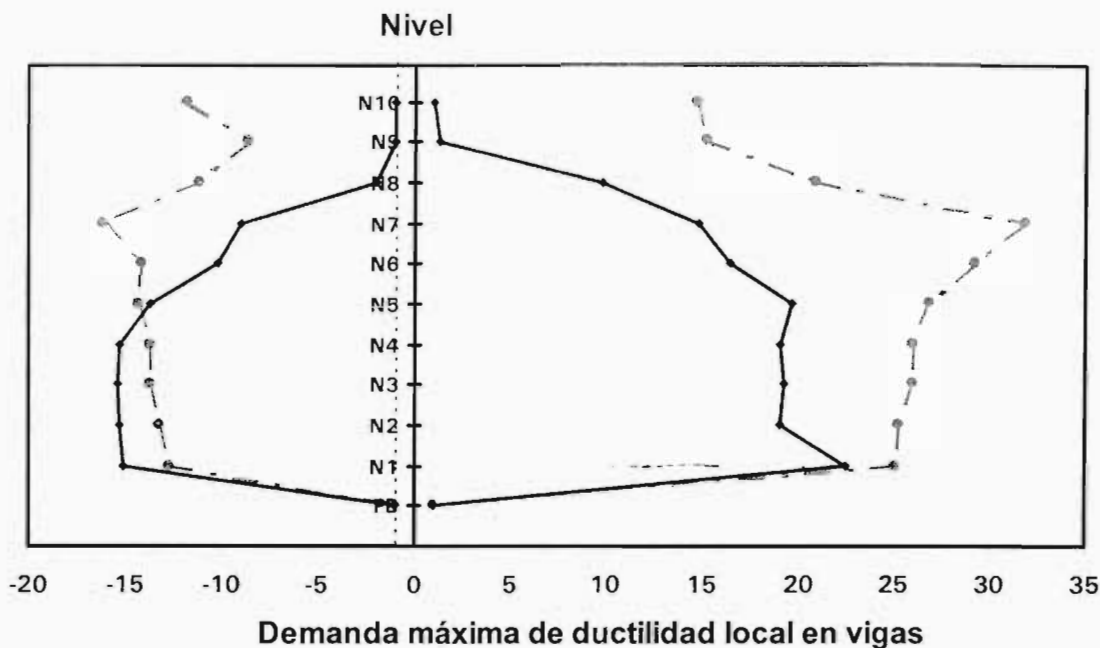 Nivel
N10
N9
N8
N7
N6
N5
N4
N3
N2
N1
PB
-20 -15 -10 -5 0 5 10 15 20 25 30 35
Demanda máxima de ductilidad local en vigas